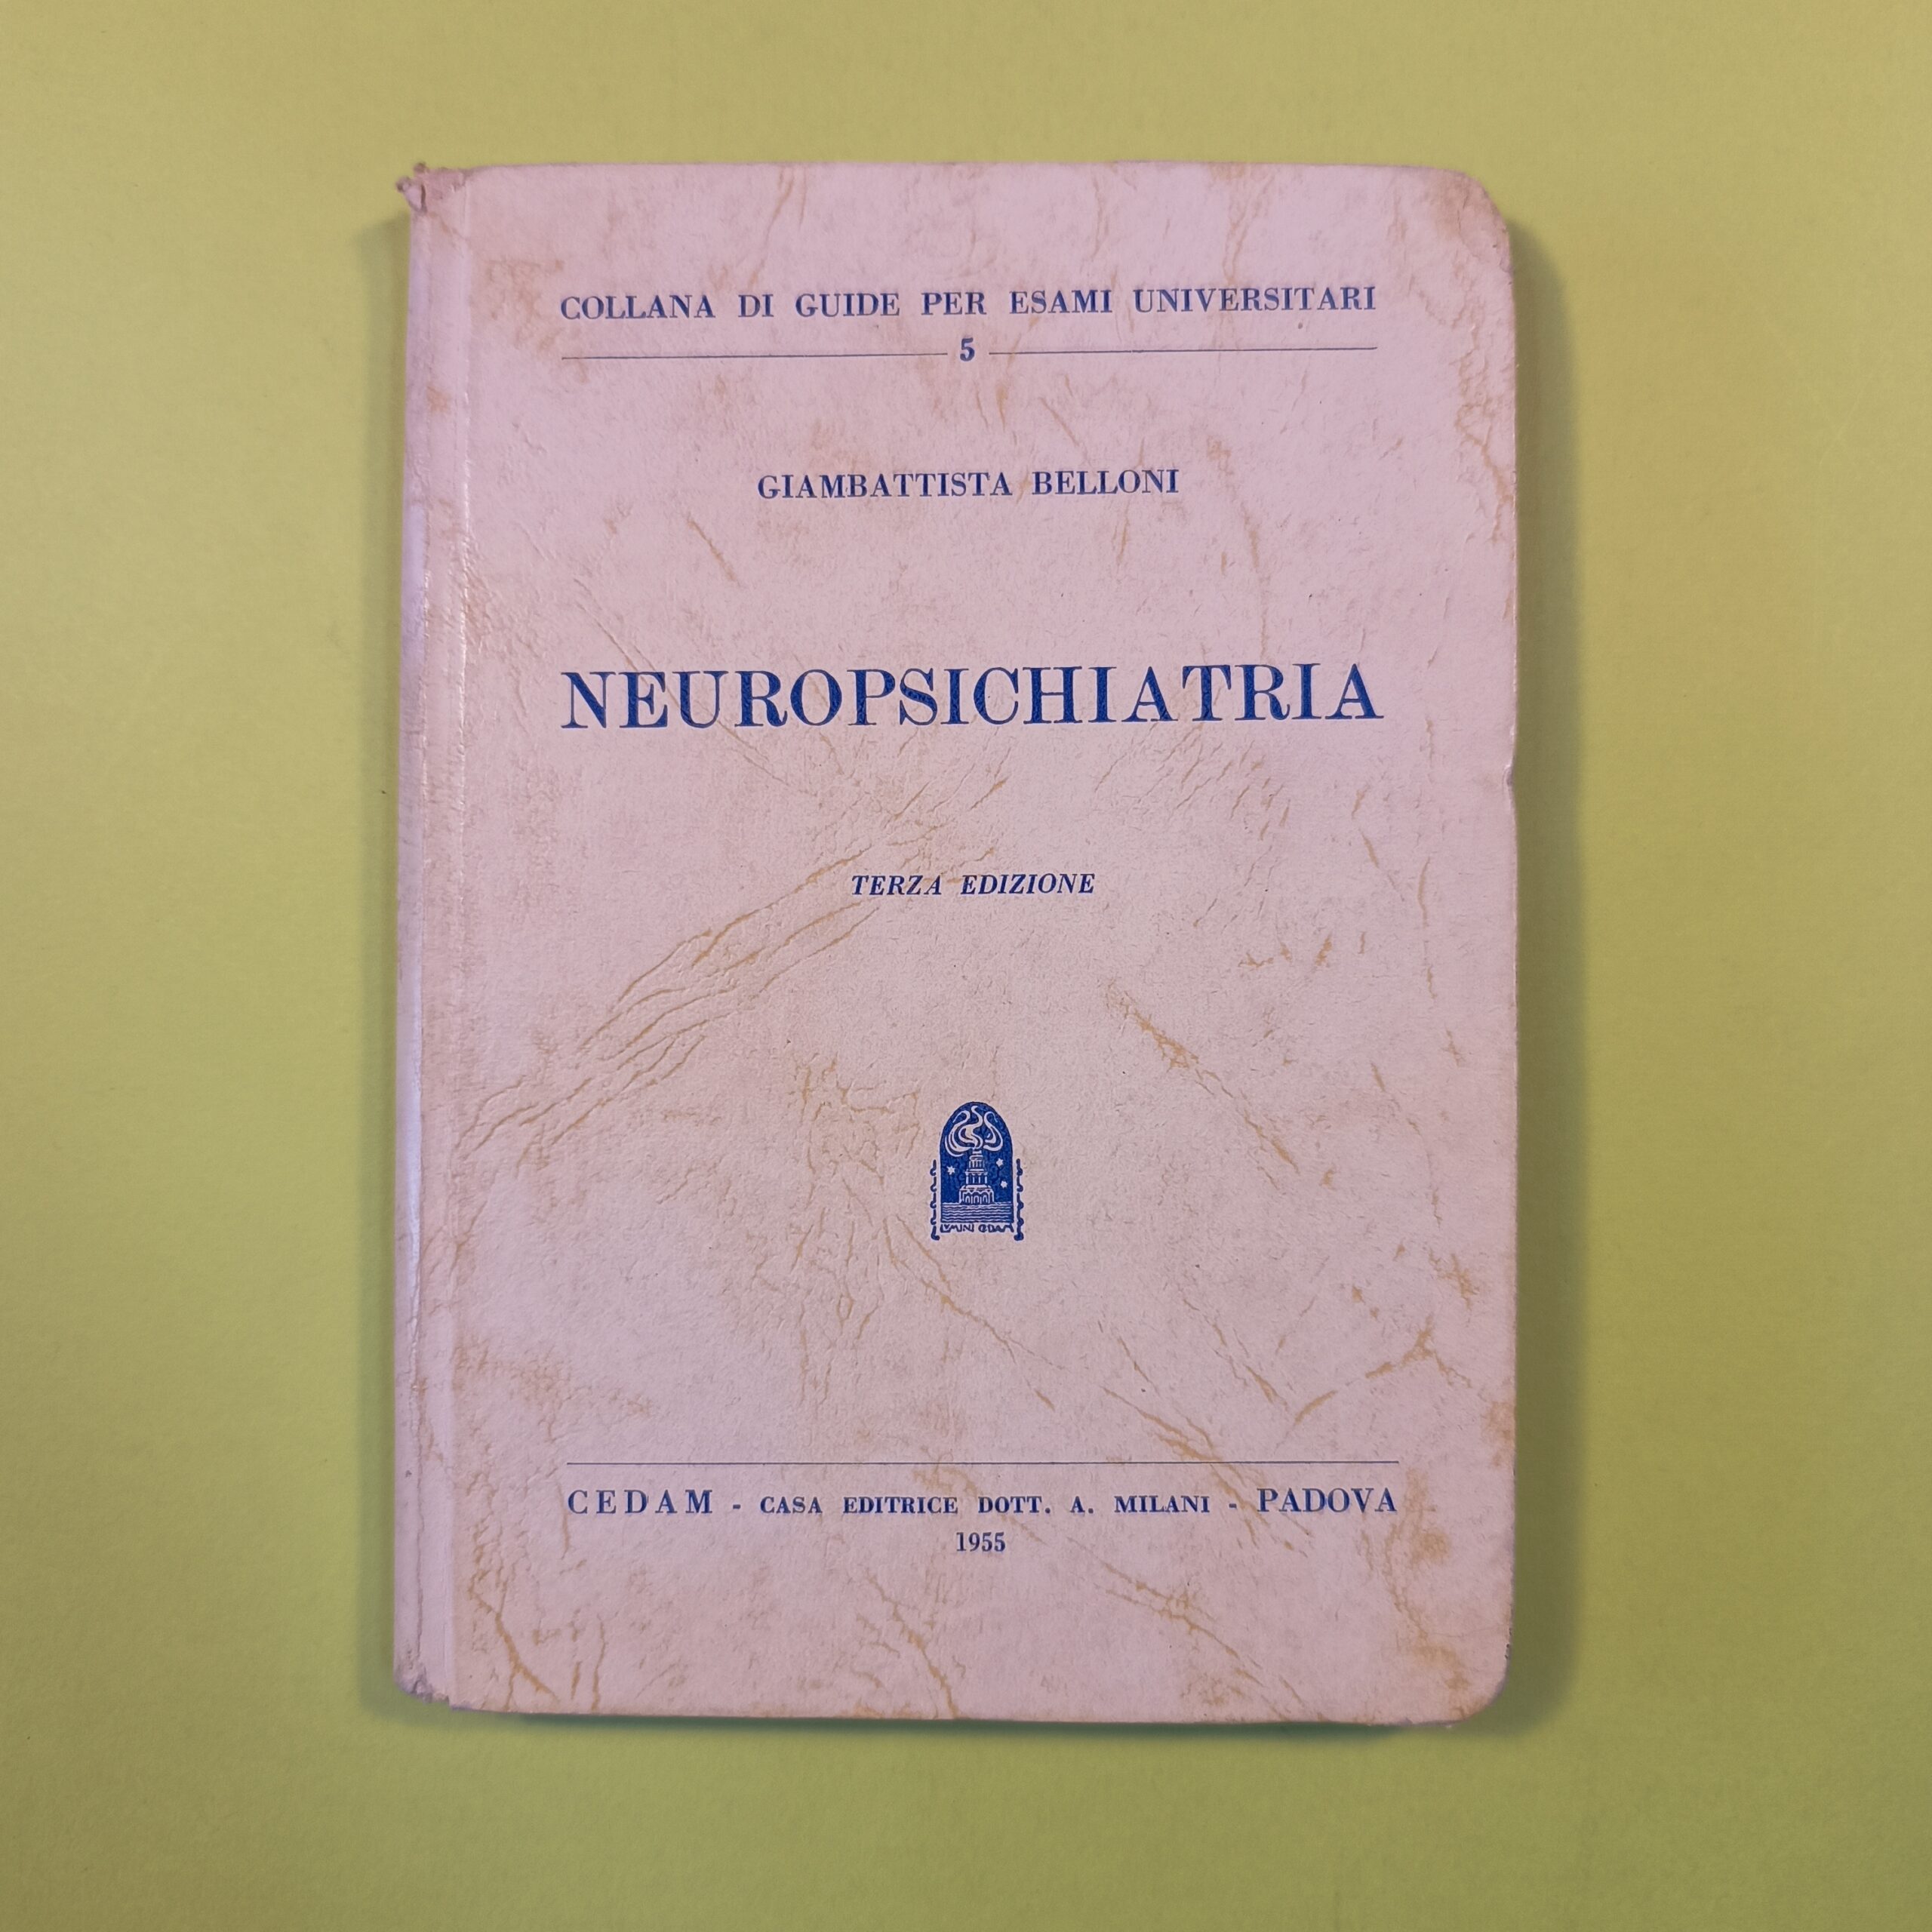 COLLANA DI GUIDE PER ESAMI UNIVERSITARI
5
GIAMBATTISTA BELLONI
NEUROPSICHIATRIA
TERZA EDIZIONE
CEDAM - CASA EDITRICE DOTT. A. MILANI - PADOVA
1955